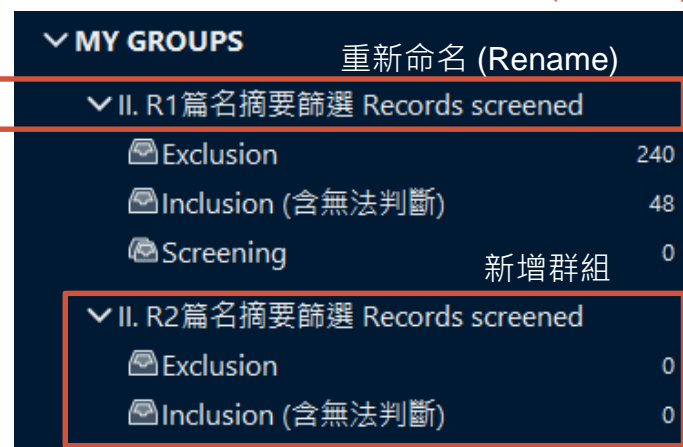 MY GROUPS
重新命名 (Rename)
II. R1篇名摘要篩選 Records screened
Exclusion 240
Inclusion (含無法判斷) 48
Screening 0
新增群組
II. R2篇名摘要篩選 Records screened
Exclusion 0
Inclusion (含無法判斷) 0